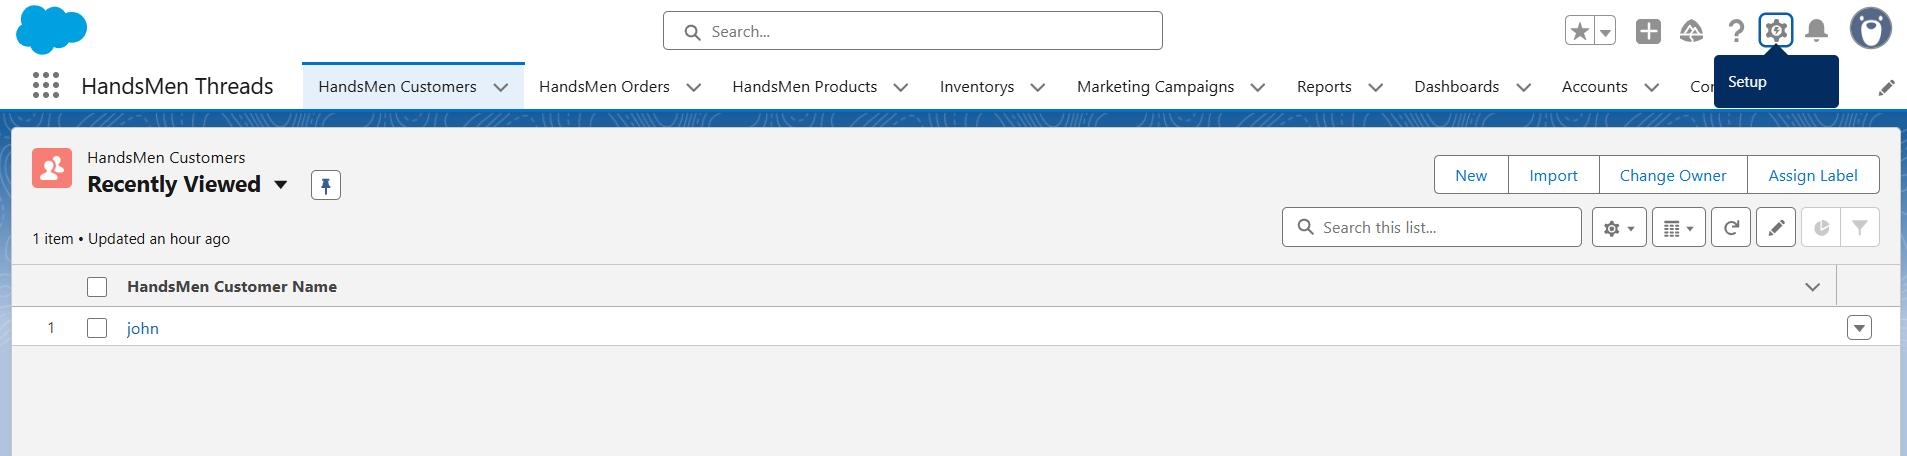 Search...
HandsMen Threads
HandsMen Customers
HandsMen Orders
HandsMen Products
Inventorys
Marketing Campaigns
Reports
Dashboards
Accounts
Setup
HandsMen Customers
Recently Viewed
New
Import
Change Owner
Assign Label
1 item • Updated an hour ago
Search this list...
HandsMen Customer Name
1
john